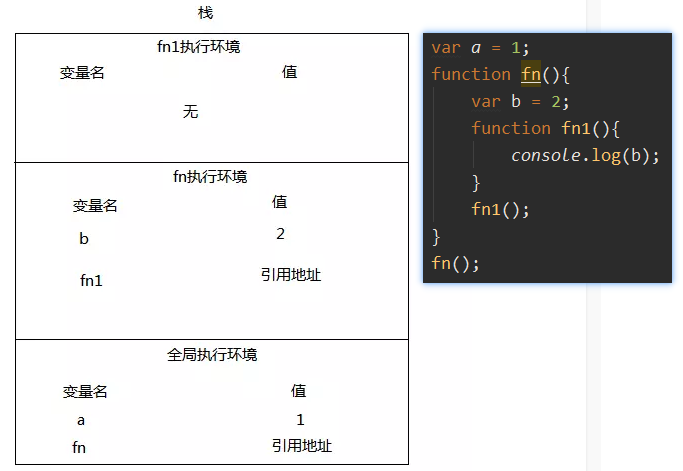 栈
fn1执行环境
变量名 值
无
fn执行环境
变量名 值
b 2
fn1 引用地址
全局执行环境
变量名 值
a 1
fn 引用地址
var a = 1;
function fn(){
    var b = 2;
    function fn1(){
        console.log(b);
    }
    fn1();
}
fn();